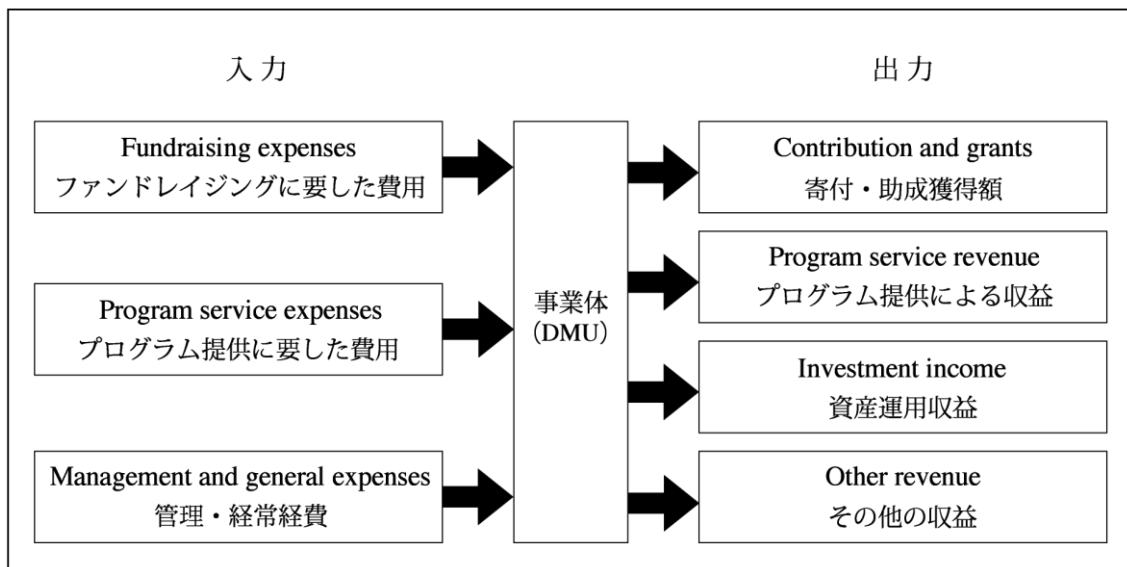 入 力
出 力
Fundraising expenses
ファンドレイジングに要した費用
Program service expenses
プログラム提供に要した費用
Management and general expenses
管理・経常経費
事業体
（DMU）
Contribution and grants
寄付・助成獲得額
Program service revenue
プログラム提供による収益
Investment income
資産運用収益
Other revenue
その他の収益